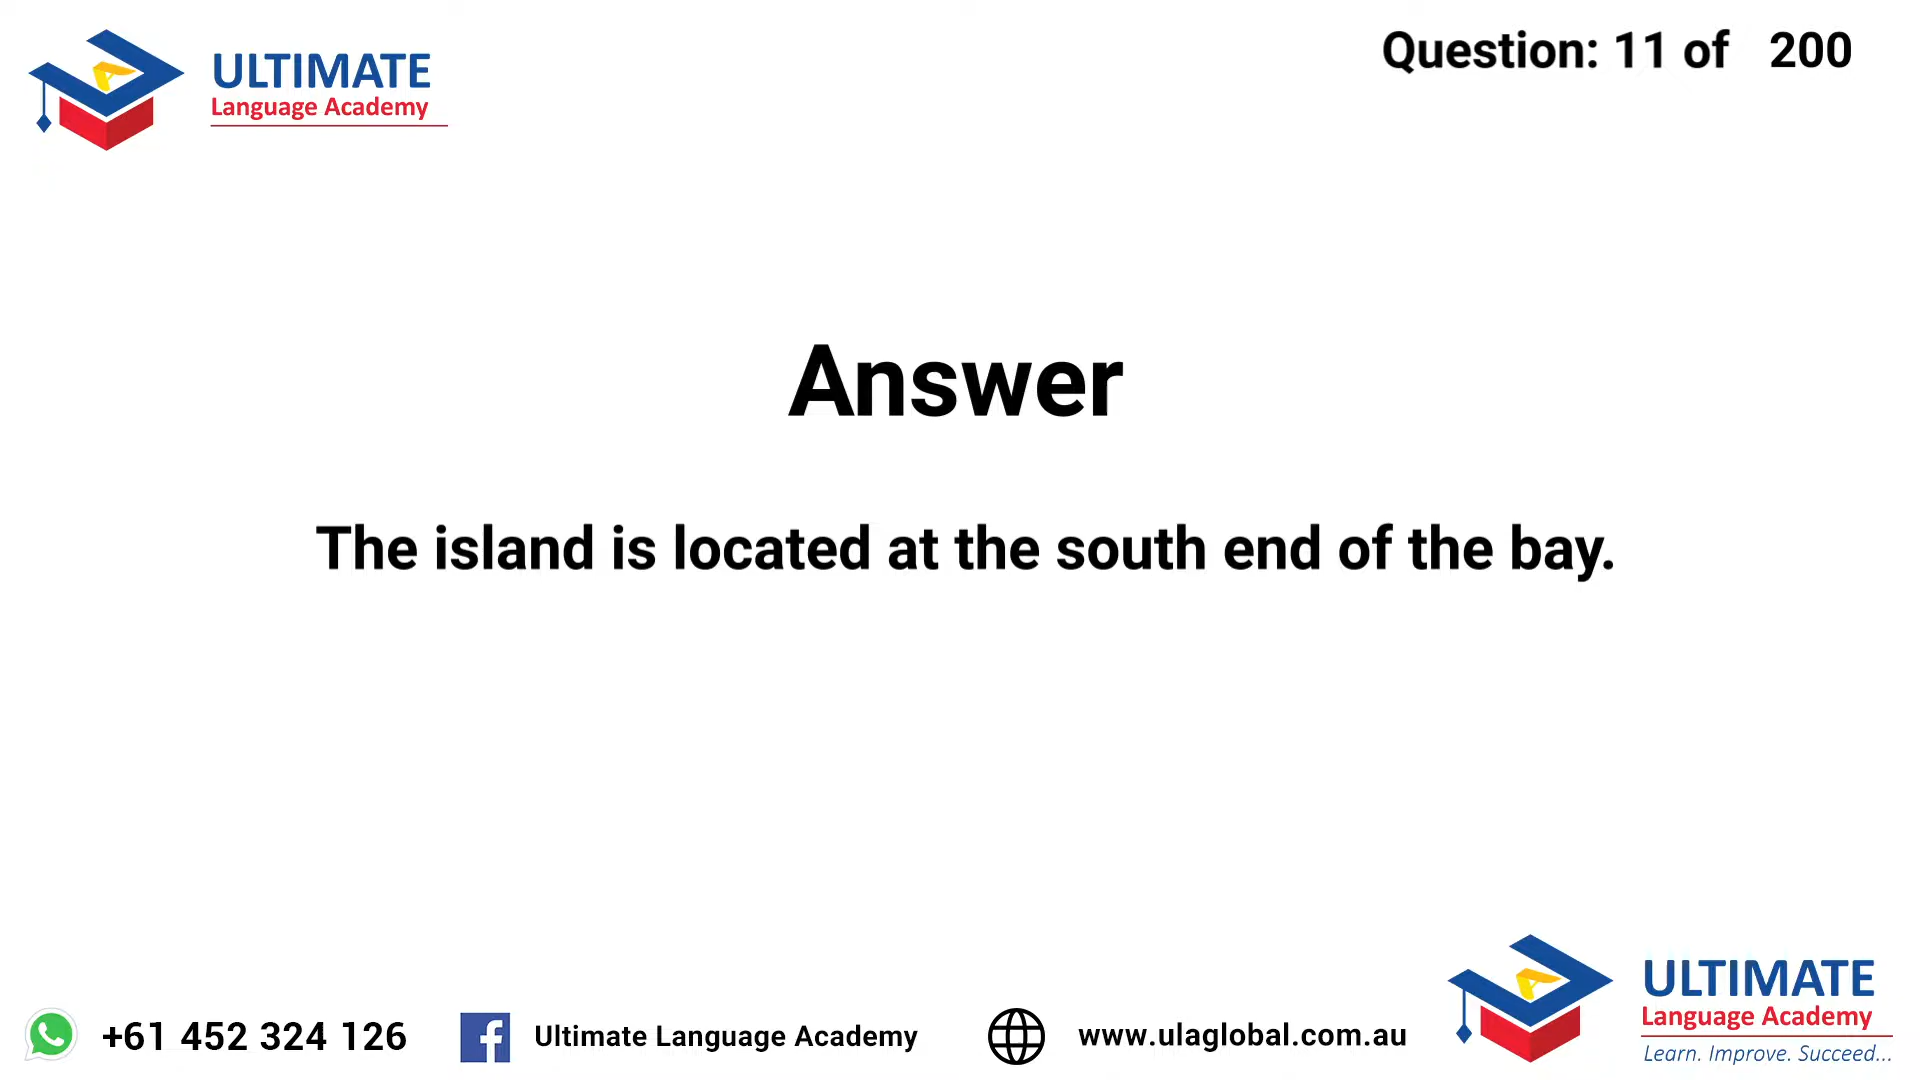 ULTIMATE
Language Academy
Question: 11 of 200
Answer
The island is located at the south end of the bay.
+61 452 324 126
Ultimate Language Academy
www.ulaglobal.com.au
ULTIMATE
Language Academy
Learn. Improve. Succeed...